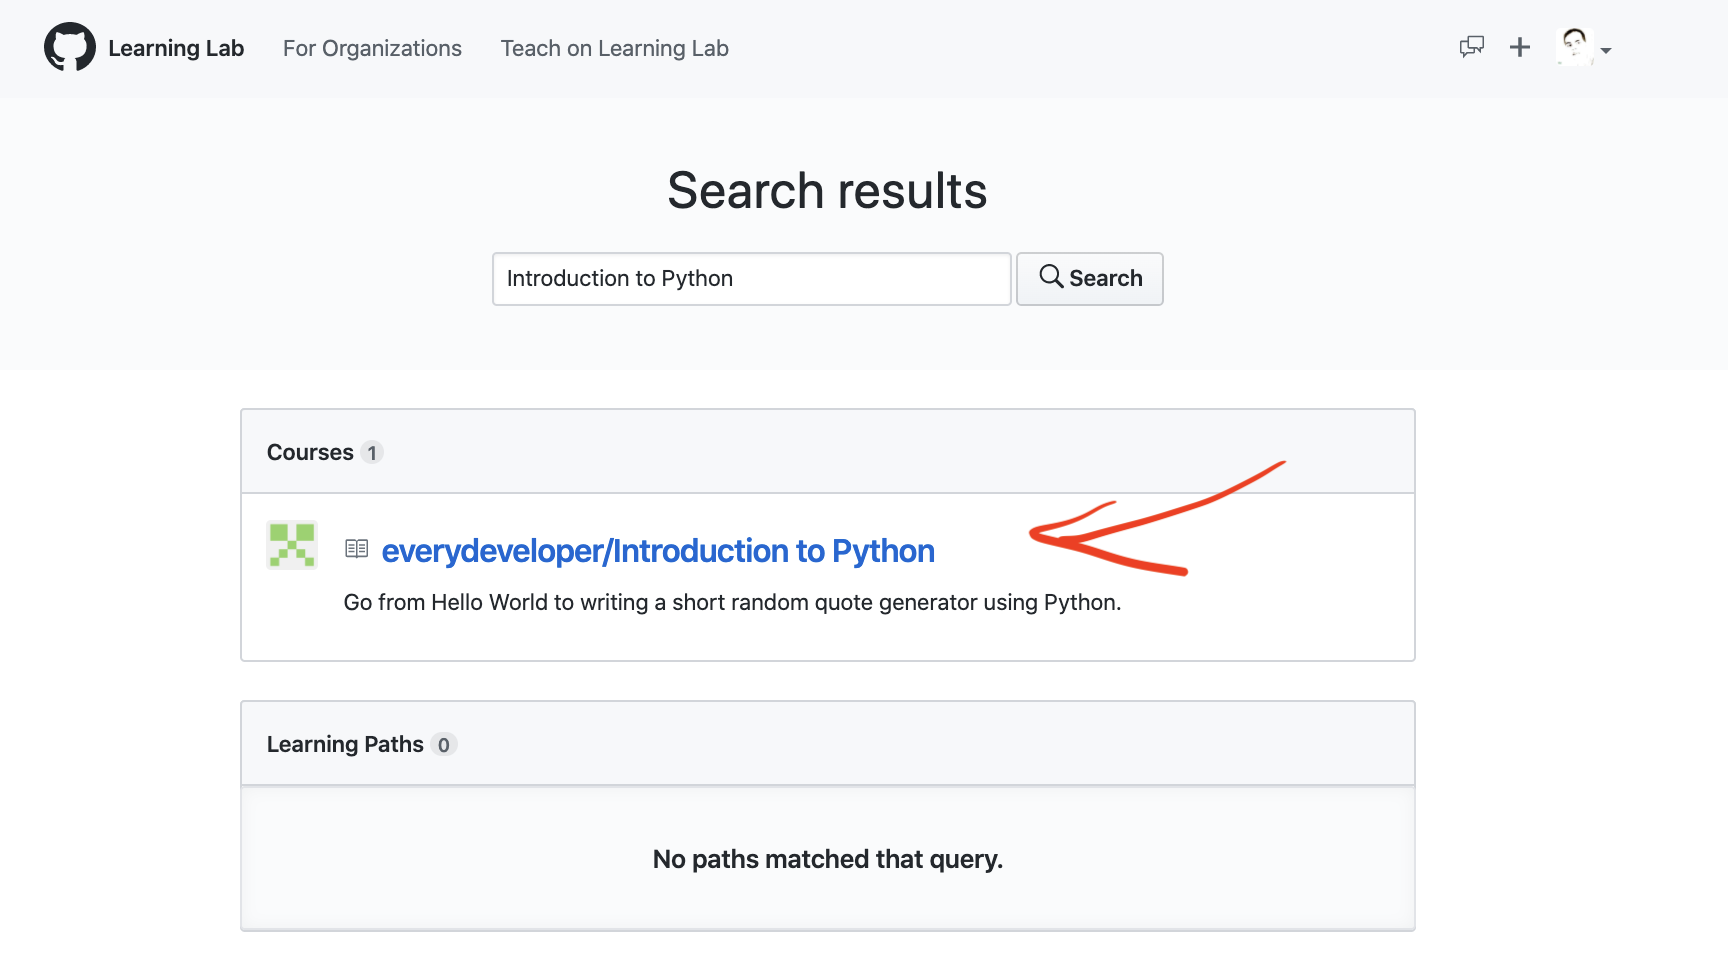 Learning Lab For Organizations Teach on Learning Lab
Search results
Introduction to Python Search
Courses 1
everydeveloper/Introduction to Python
Go from Hello World to writing a short random quote generator using Python.
Learning Paths 0
No paths matched that query.